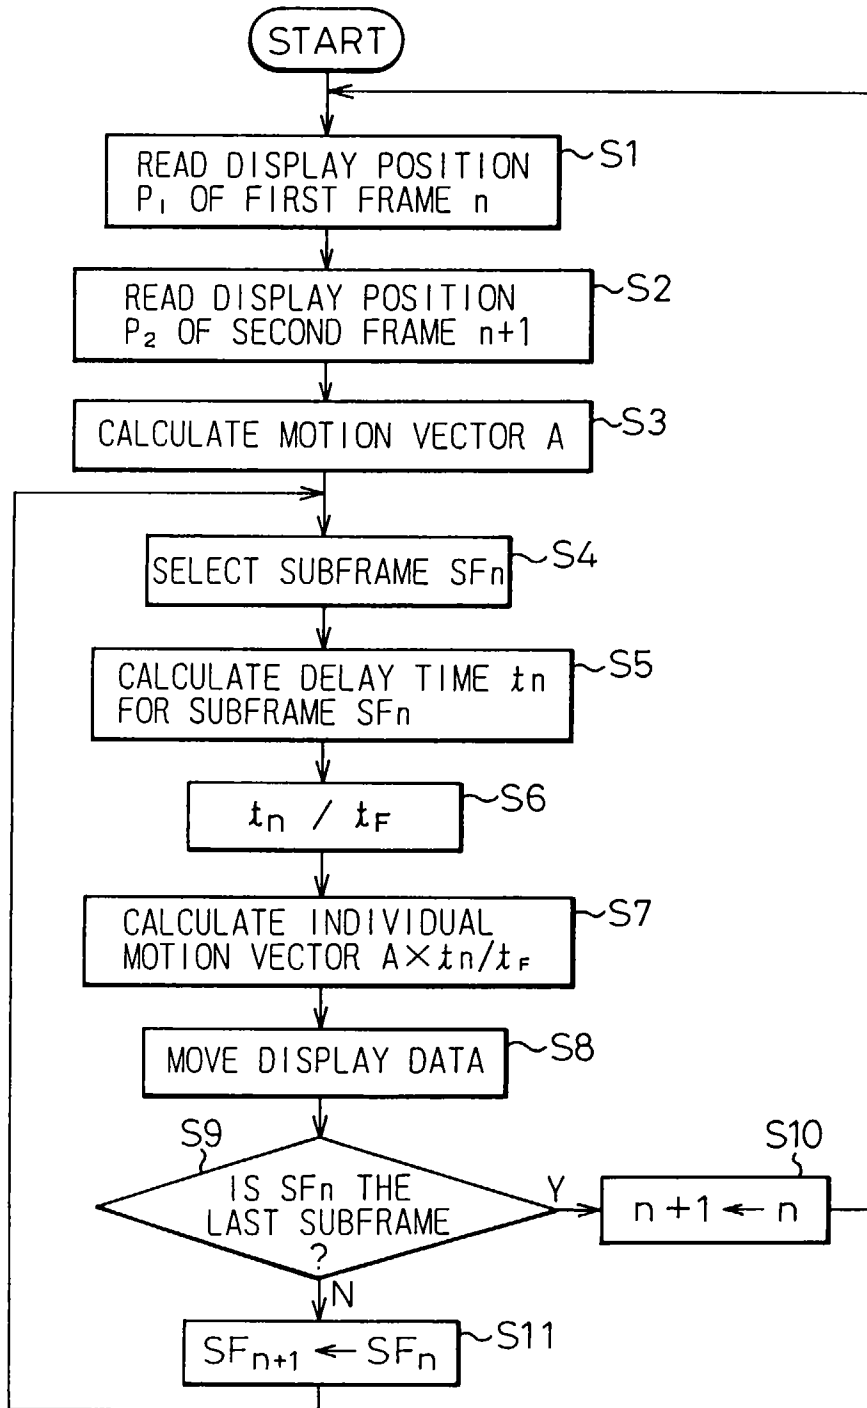 START
READ DISPLAY POSITION
P₁ OF FIRST FRAME n
S1
READ DISPLAY POSITION
P₂ OF SECOND FRAME n+1
S2
CALCULATE MOTION VECTOR A
S3
SELECT SUBFRAME SFn
S4
CALCULATE DELAY TIME tn
FOR SUBFRAME SFn
S5
tₙ / t_F
S6
CALCULATE INDIVIDUAL
MOTION VECTOR A×tn/t_F
S7
MOVE DISPLAY DATA
S8
S9
IS SFn THE
LAST SUBFRAME
?
Y
N
S10
n+1 ← n
SFₙ₊₁ ← SFₙ
S11